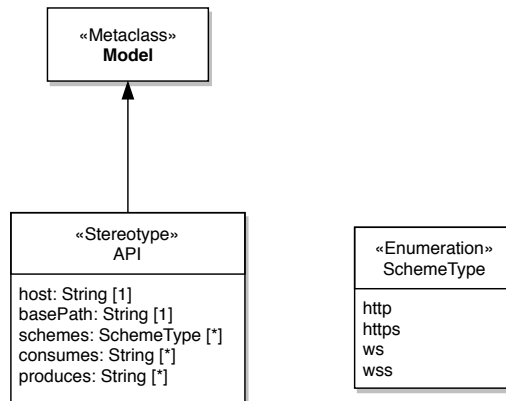 «Metaclass»
Model
«Stereotype»
API
host: String [1]
basePath: String [1]
schemes: SchemeType [*]
consumes: String [*]
produces: String [*]
«Enumeration»
SchemeType
http
https
ws
wss